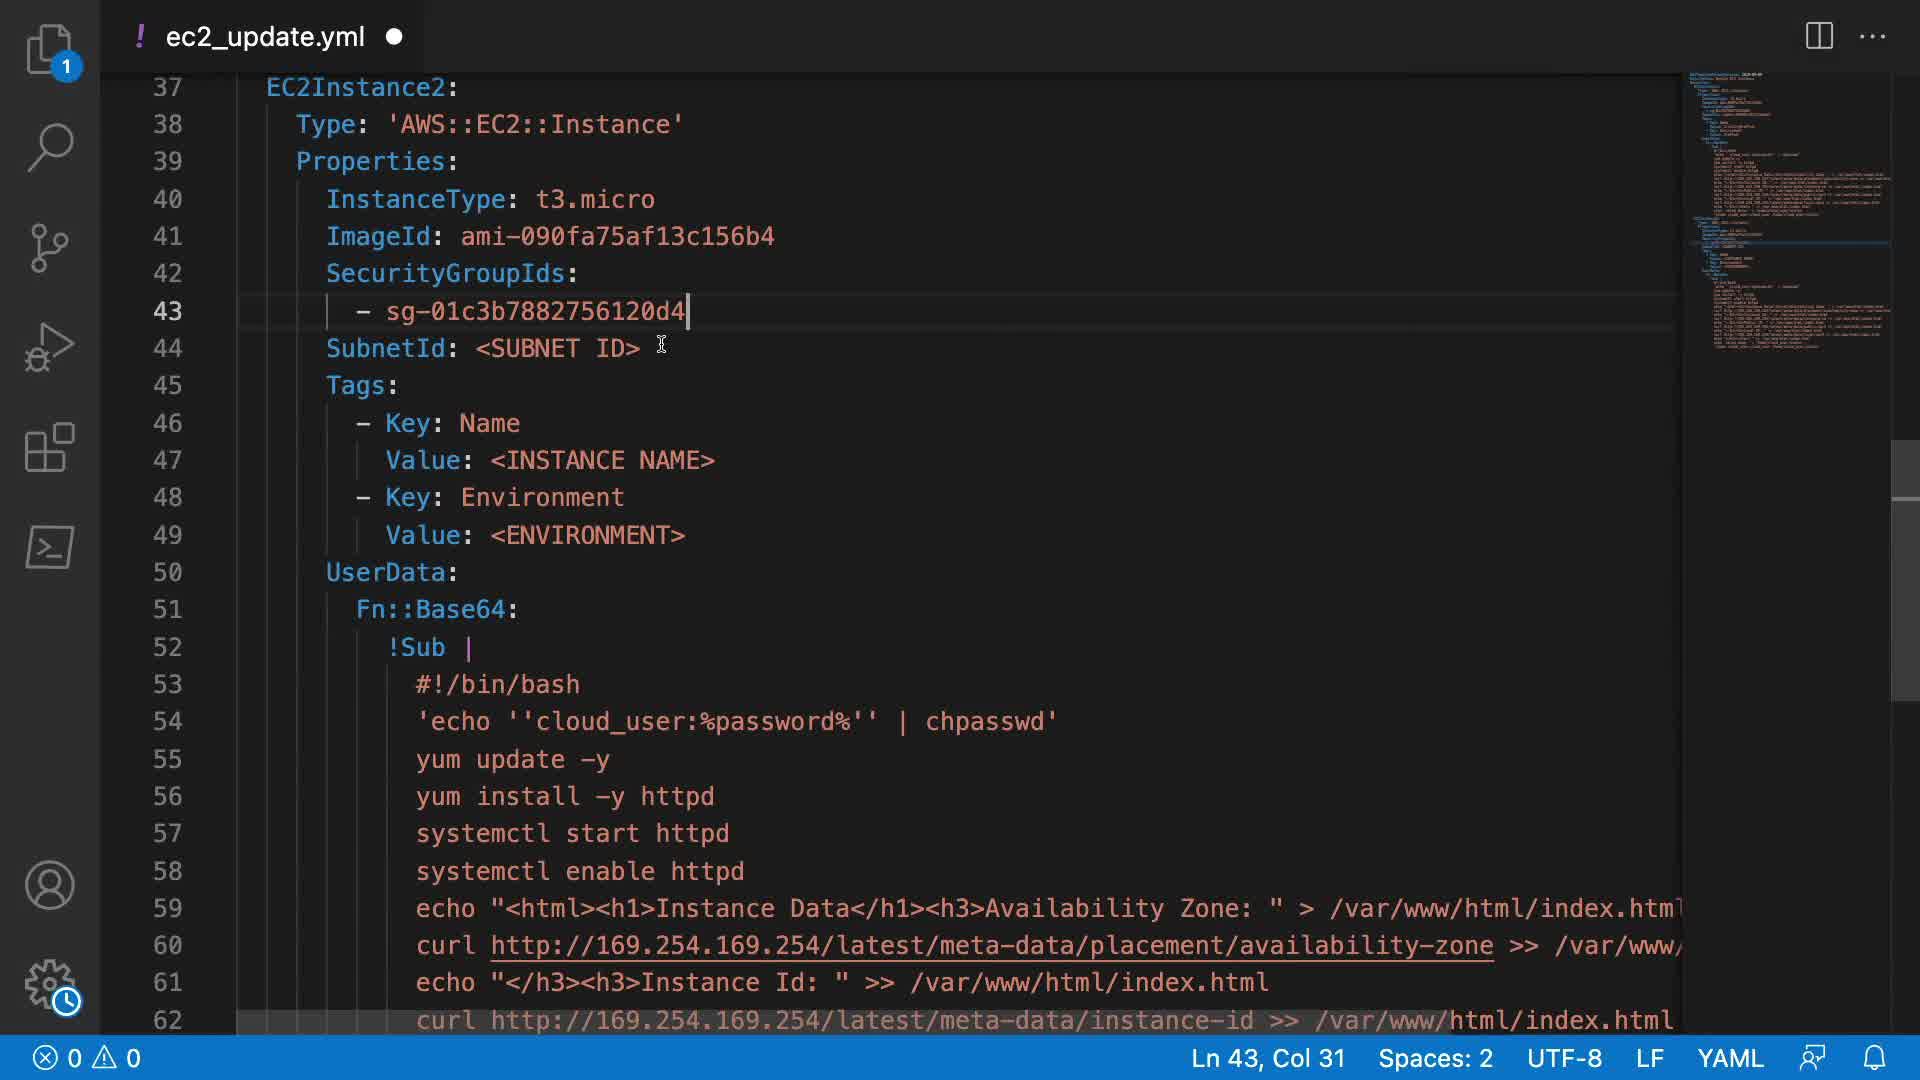 ! ec2_update.yml
1
37 EC2Instance2:
38 Type: 'AWS::EC2::Instance'
39 Properties:
40 InstanceType: t3.micro
41 ImageId: ami-090fa75af13c156b4
42 SecurityGroupIds:
43 - sg-01c3b7882756120d4
44 SubnetId: <SUBNET ID>
45 Tags:
46 - Key: Name
47 Value: <INSTANCE NAME>
48 - Key: Environment
49 Value: <ENVIRONMENT>
50 UserData:
51 Fn::Base64:
52 !Sub |
53 #!/bin/bash
54 'echo ''cloud_user:%password%'' | chpasswd'
55 yum update -y
56 yum install -y httpd
57 systemctl start httpd
58 systemctl enable httpd
59 echo "<html><h1>Instance Data</h1><h3>Availability Zone: " > /var/www/html/index.html
60 curl http://169.254.169.254/latest/meta-data/placement/availability-zone >> /var/www/
61 echo "</h3><h3>Instance Id: " >> /var/www/html/index.html
62 curl http://169.254.169.254/latest/meta-data/instance-id >> /var/www/html/index.html
0 0 Ln 43, Col 31 Spaces: 2 UTF-8 LF YAML